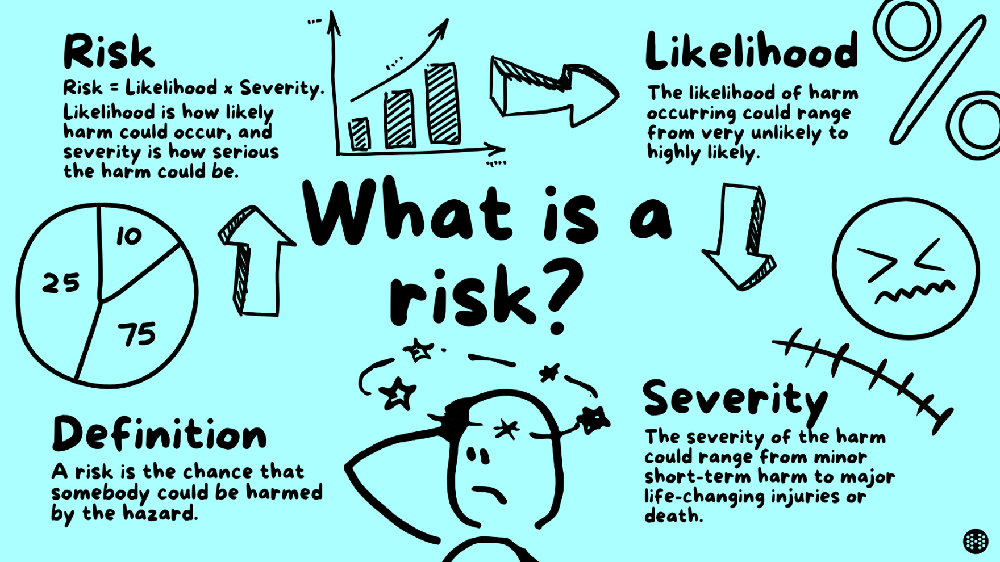 Risk
Risk = Likelihood x Severity.
Likelihood is how likely
harm could occur, and
severity is how serious
the harm could be.
Likelihood
The likelihood of harm
occurring could range
from very unlikely to
highly likely.
What is a
risk?
10
25
75
Definition
A risk is the chance that
somebody could be harmed
by the hazard.
Severity
The severity of the harm
could range from minor
short-term harm to major
life-changing injuries or
death.